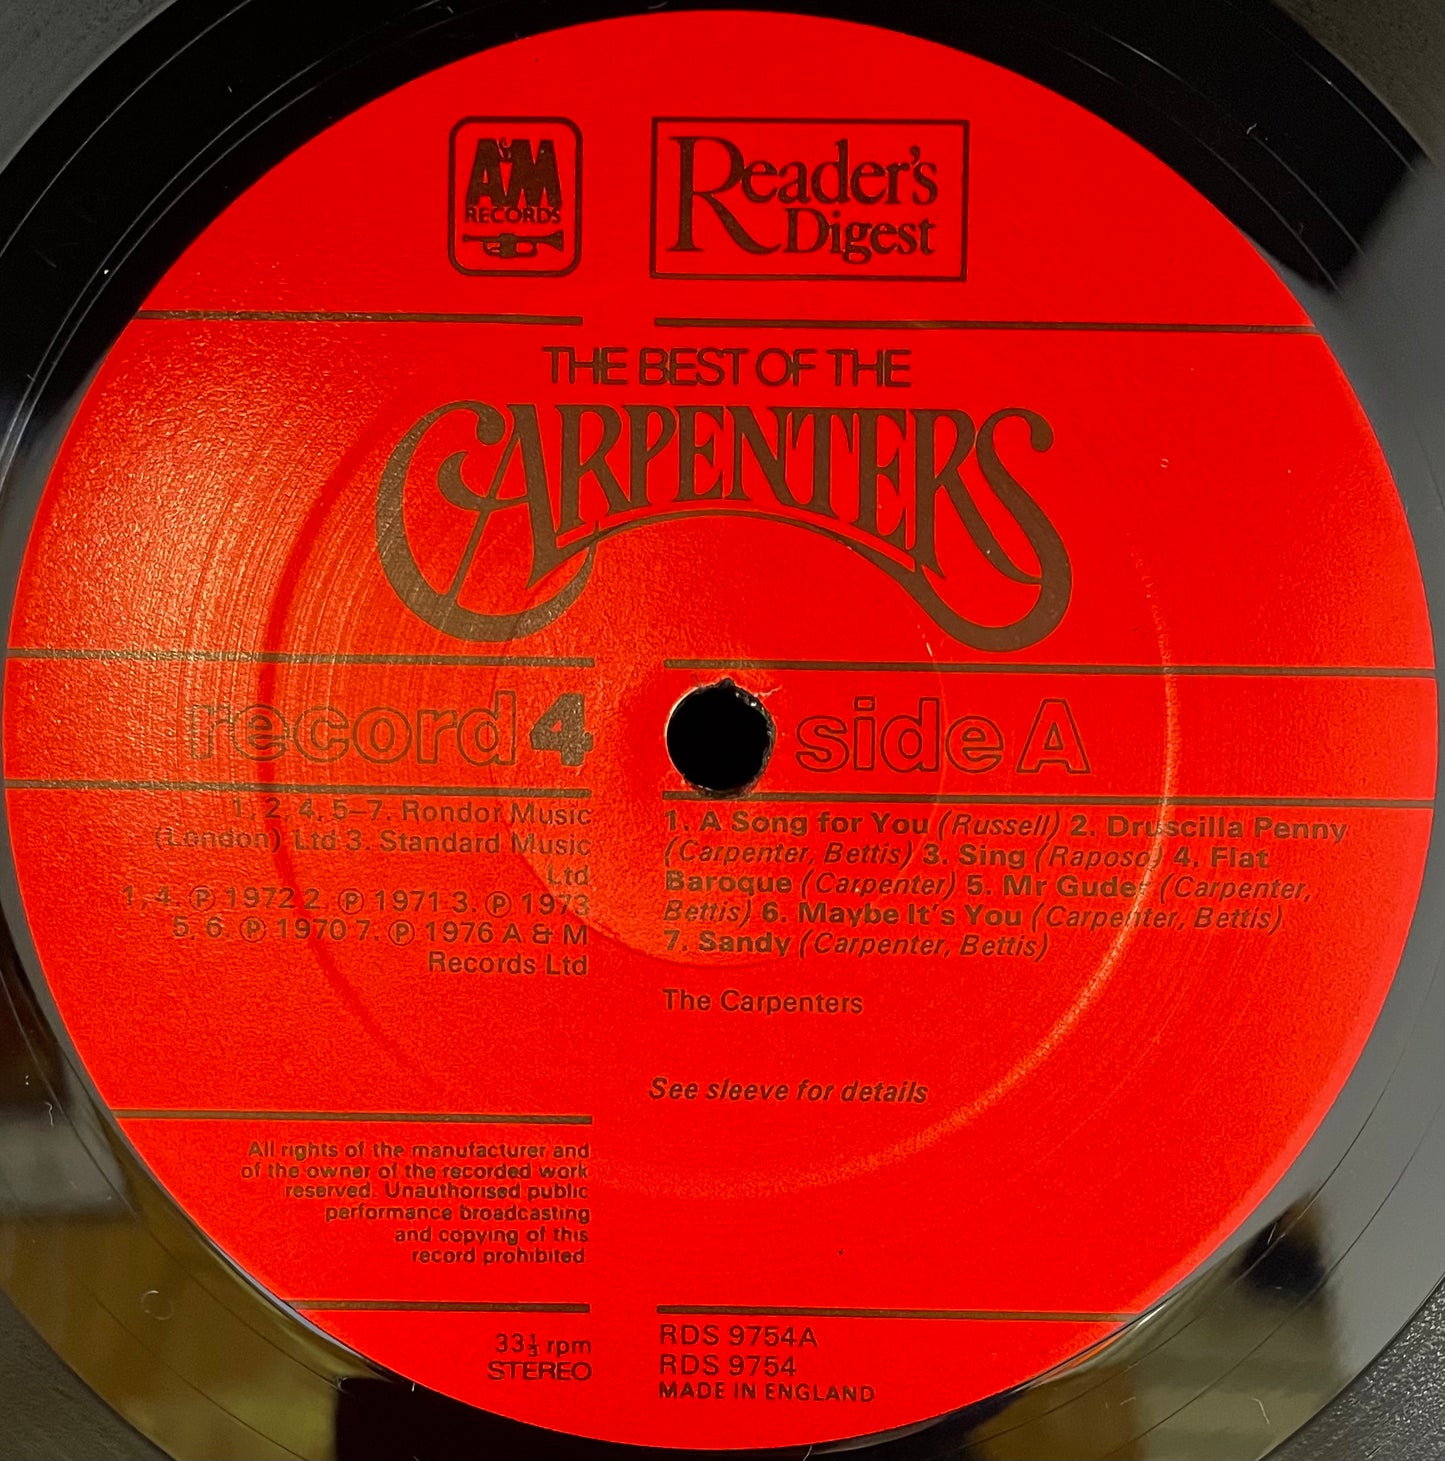 A&M
RECORDS
Reader's
Digest
THE BEST OF THE
CARPENTERS
record 4
side A
1, 2, 4, 5–7. Rondor Music
(London) Ltd 3. Standard Music
Ltd
1, 4. ℗ 1972 2. ℗ 1971 3. ℗ 1973
5. 6. ℗ 1970 7. ℗ 1976 A & M
Records Ltd
1. A Song for You (Russell) 2. Druscilla Penny
(Carpenter, Bettis) 3. Sing (Raposo) 4. Flat
Baroque (Carpenter) 5. Mr Guder (Carpenter,
Bettis) 6. Maybe It's You (Carpenter, Bettis)
7. Sandy (Carpenter, Bettis)
The Carpenters
See sleeve for details
All rights of the manufacturer and
of the owner of the recorded work
reserved. Unauthorised public
performance broadcasting
and copying of this
record prohibited
33⅓ rpm
STEREO
RDS 9754A
RDS 9754
MADE IN ENGLAND